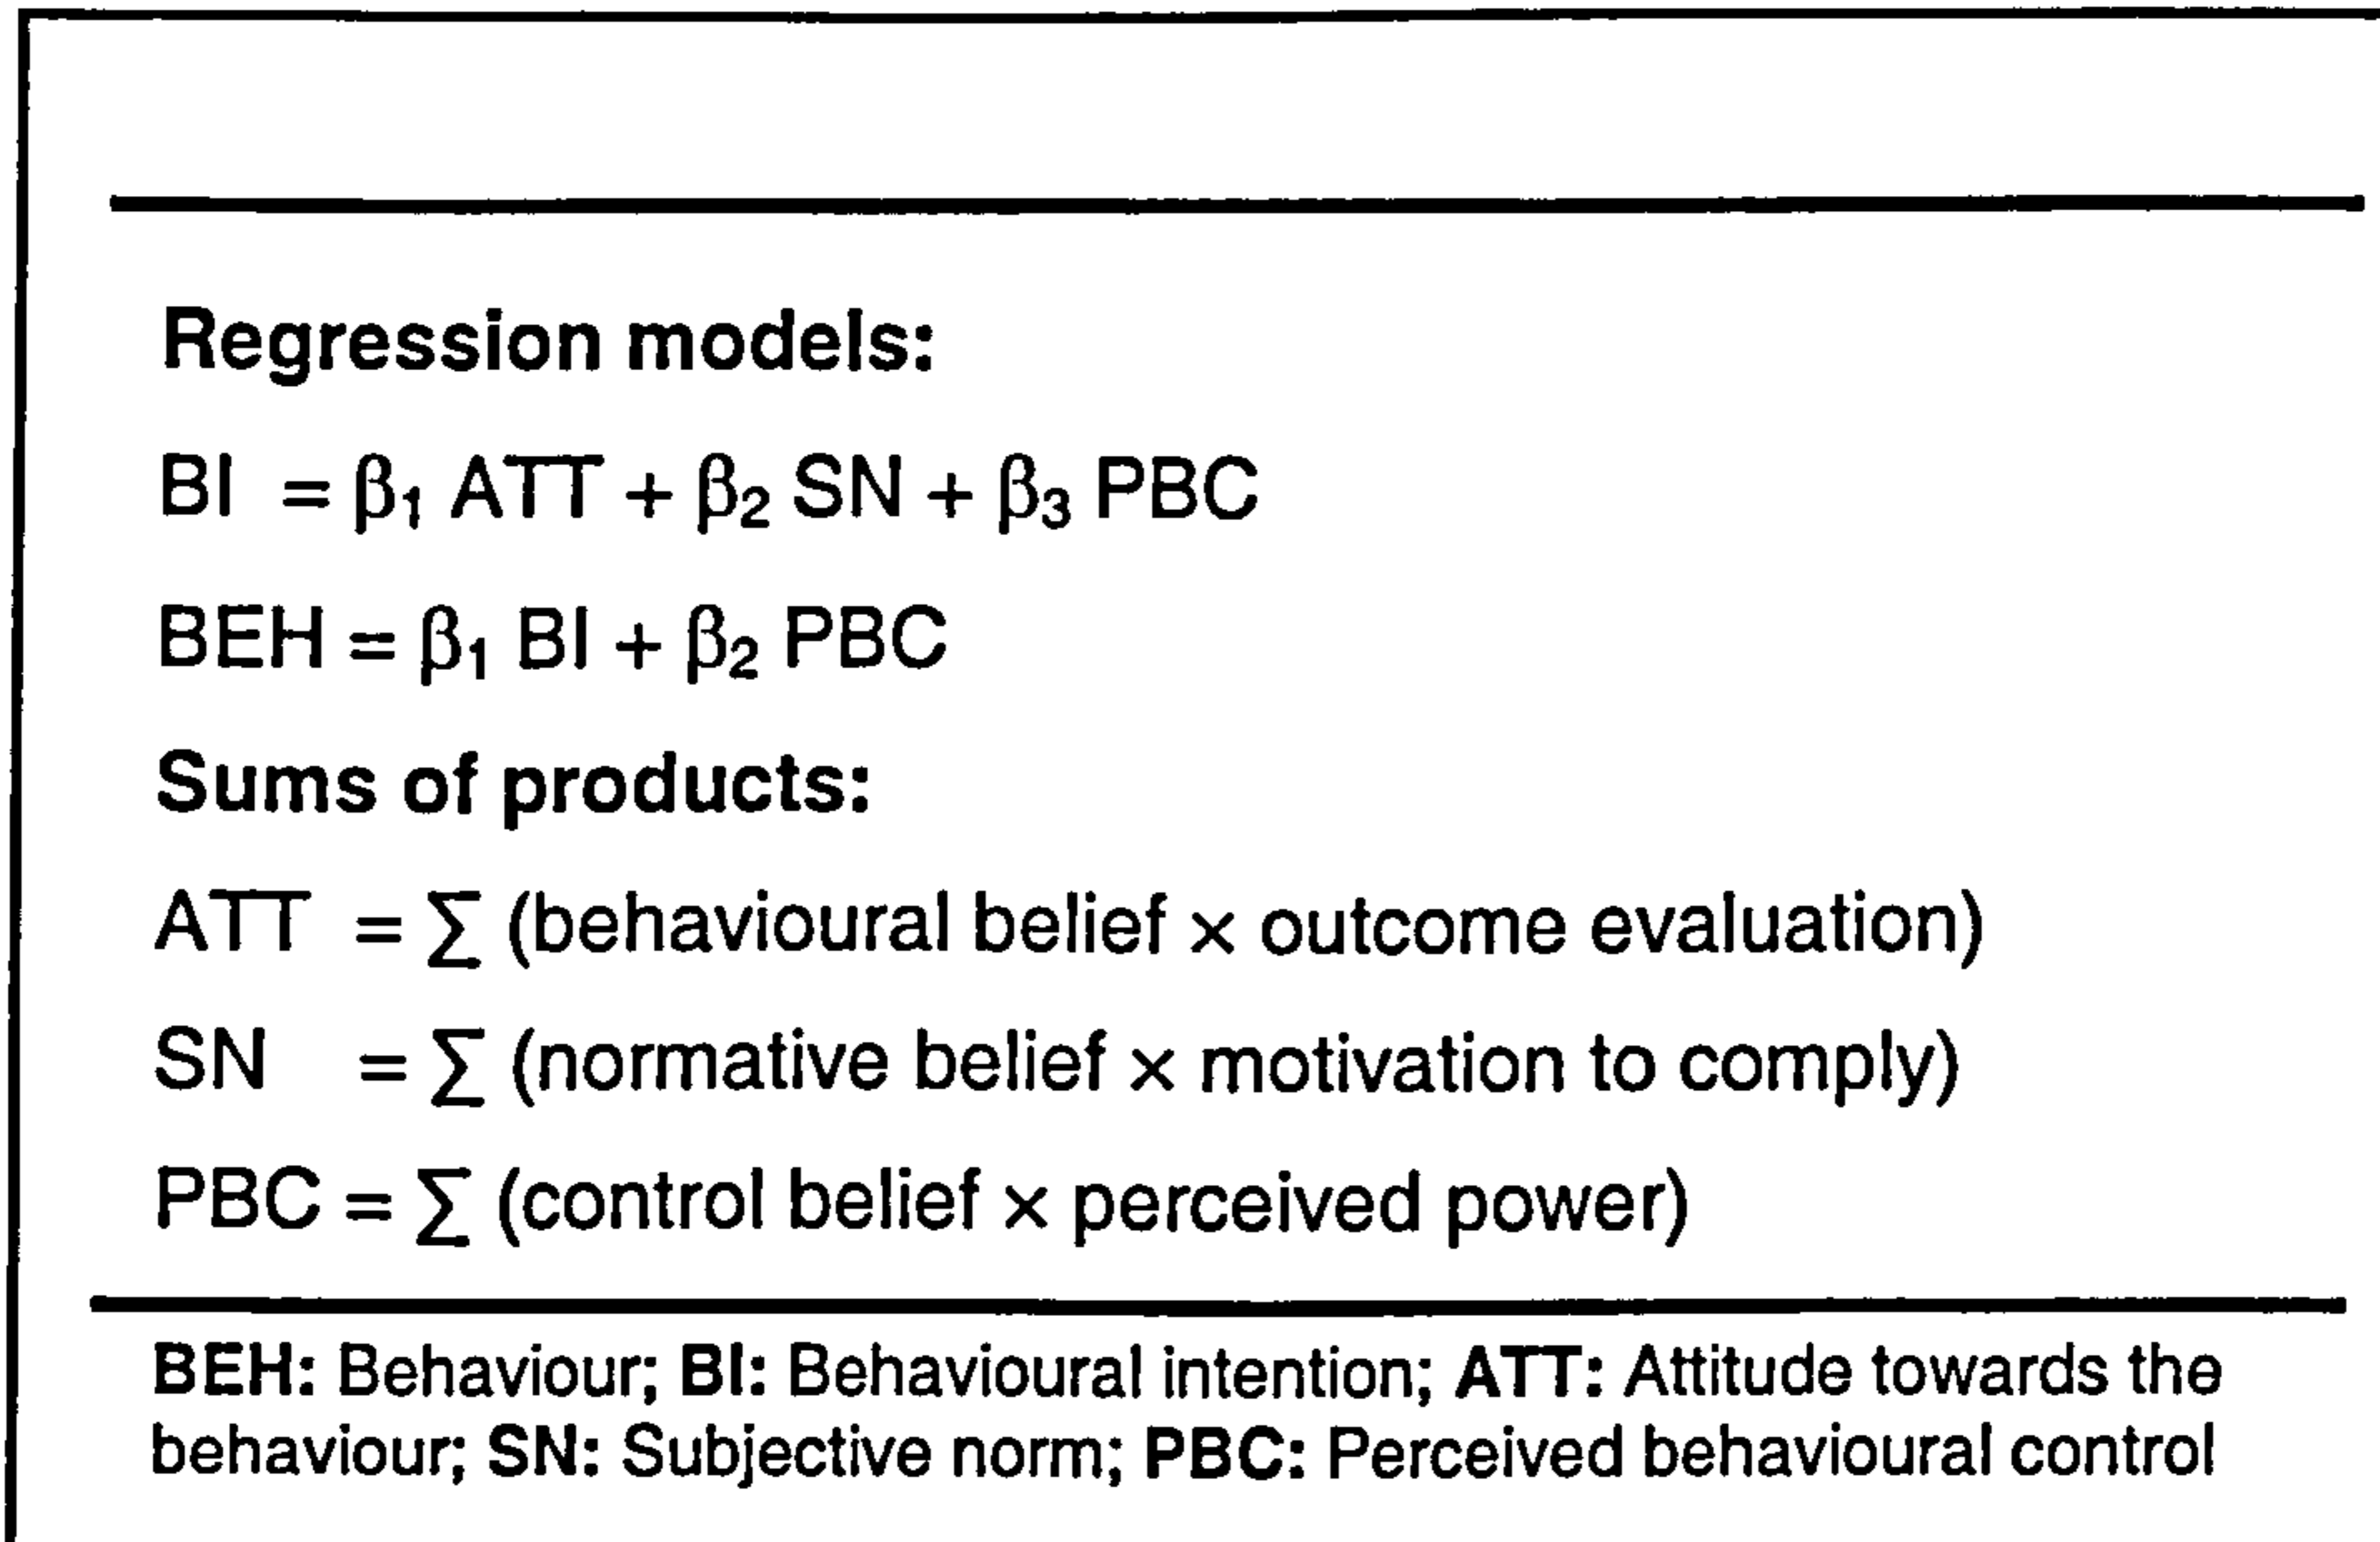 Regression models:
BI = β₁ ATT + β₂ SN + β₃ PBC
BEH = β₁ BI + β₂ PBC
Sums of products:
ATT = ∑ (behavioural belief × outcome evaluation)
SN = ∑ (normative belief × motivation to comply)
PBC = ∑ (control belief × perceived power)
BEH: Behaviour; BI: Behavioural intention; ATT: Attitude towards the
behaviour; SN: Subjective norm; PBC: Perceived behavioural control